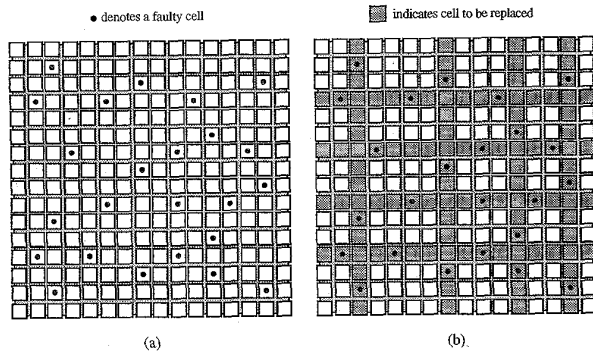 • denotes a faulty cell
indicates cell to be replaced
(a)
(b)